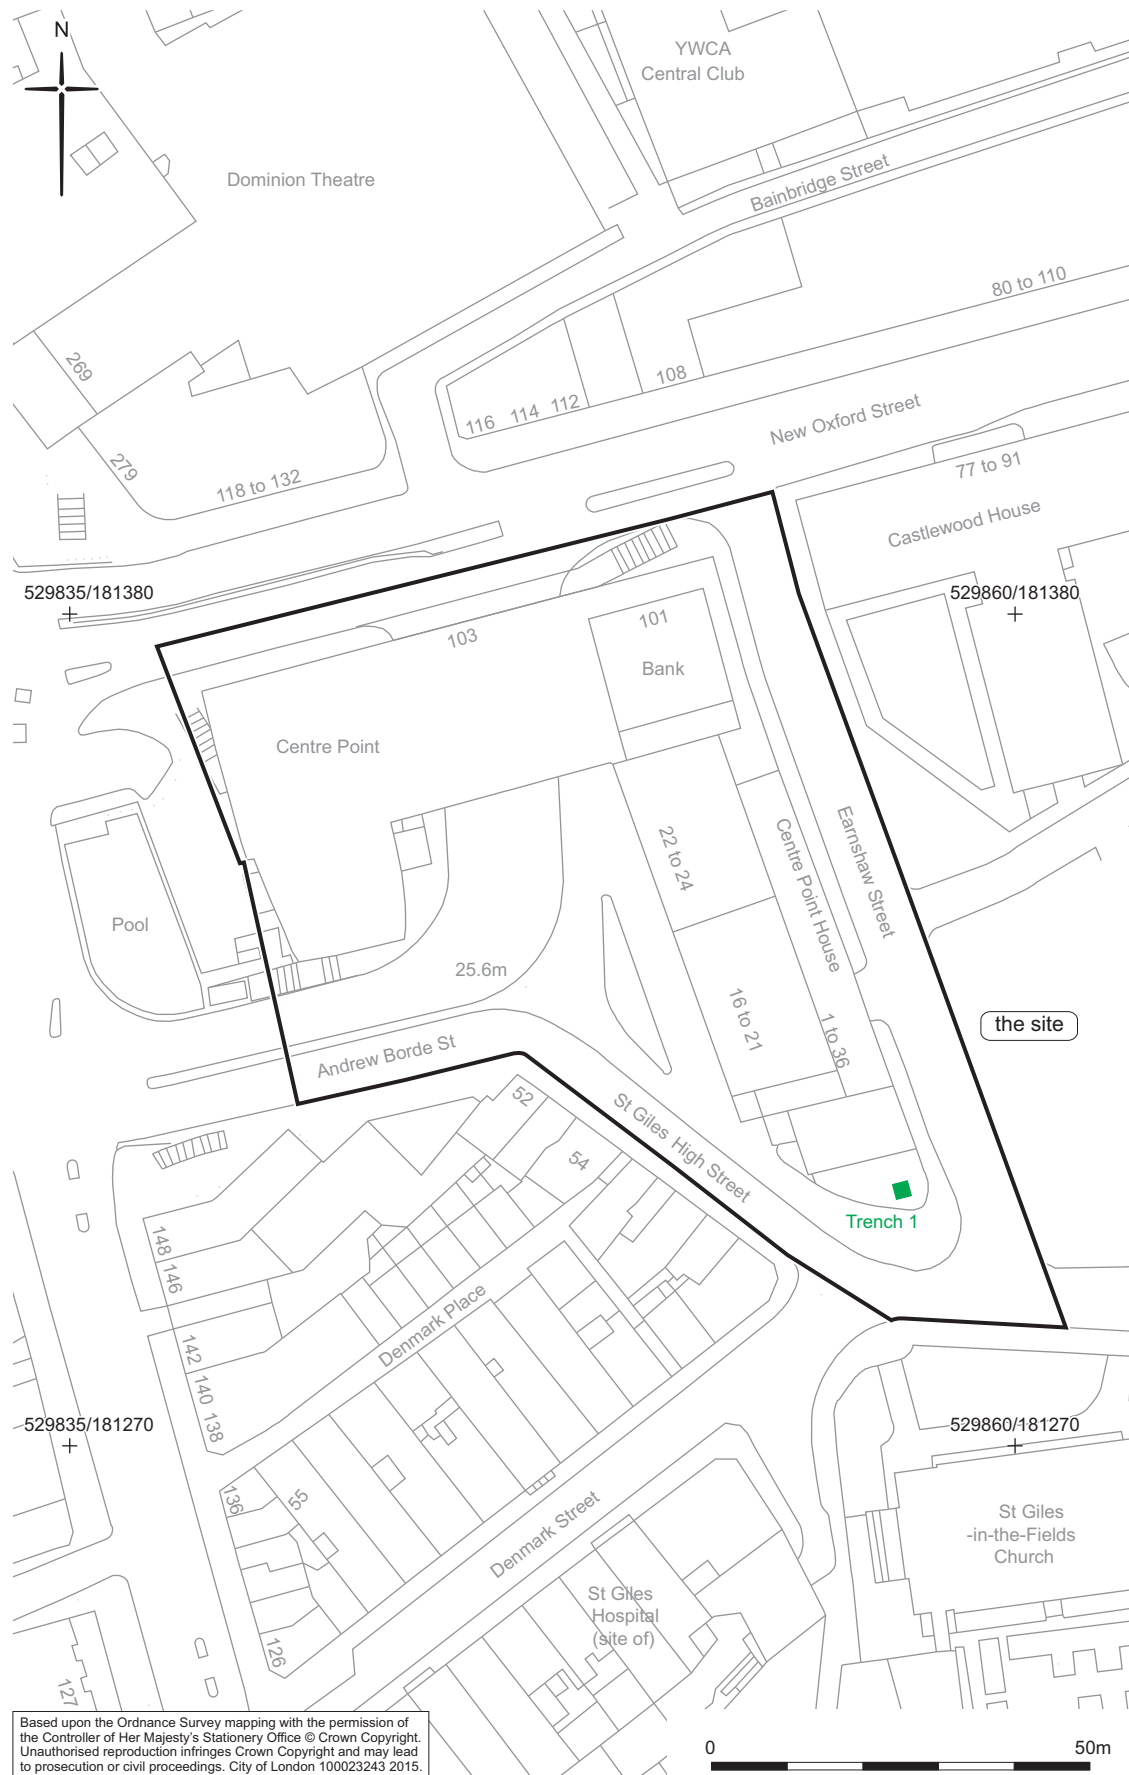 N
YWCA
Central Club
Dominion Theatre
Bainbridge Street
80 to 110
269
108
116 114 112
New Oxford Street
279
118 to 132
77 to 91
Castlewood House
529835/181380
529860/181380
103
101
Bank
Centre Point
22 to 24
Centre Point House
Earnshaw Street
Pool
25.6m
16 to 21
1 to 36
the site
Andrew Borde St
52
St Giles High Street
54
Trench 1
148
146
Denmark Place
142
140
138
529835/181270
529860/181270
136
55
Denmark Street
St Giles
-in-the-Fields
Church
St Giles
Hospital
(site of)
126
127
Based upon the Ordnance Survey mapping with the permission of
the Controller of Her Majesty's Stationery Office © Crown Copyright.
Unauthorised reproduction infringes Crown Copyright and may lead
to prosecution or civil proceedings. City of London 100023243 2015.
0 50m